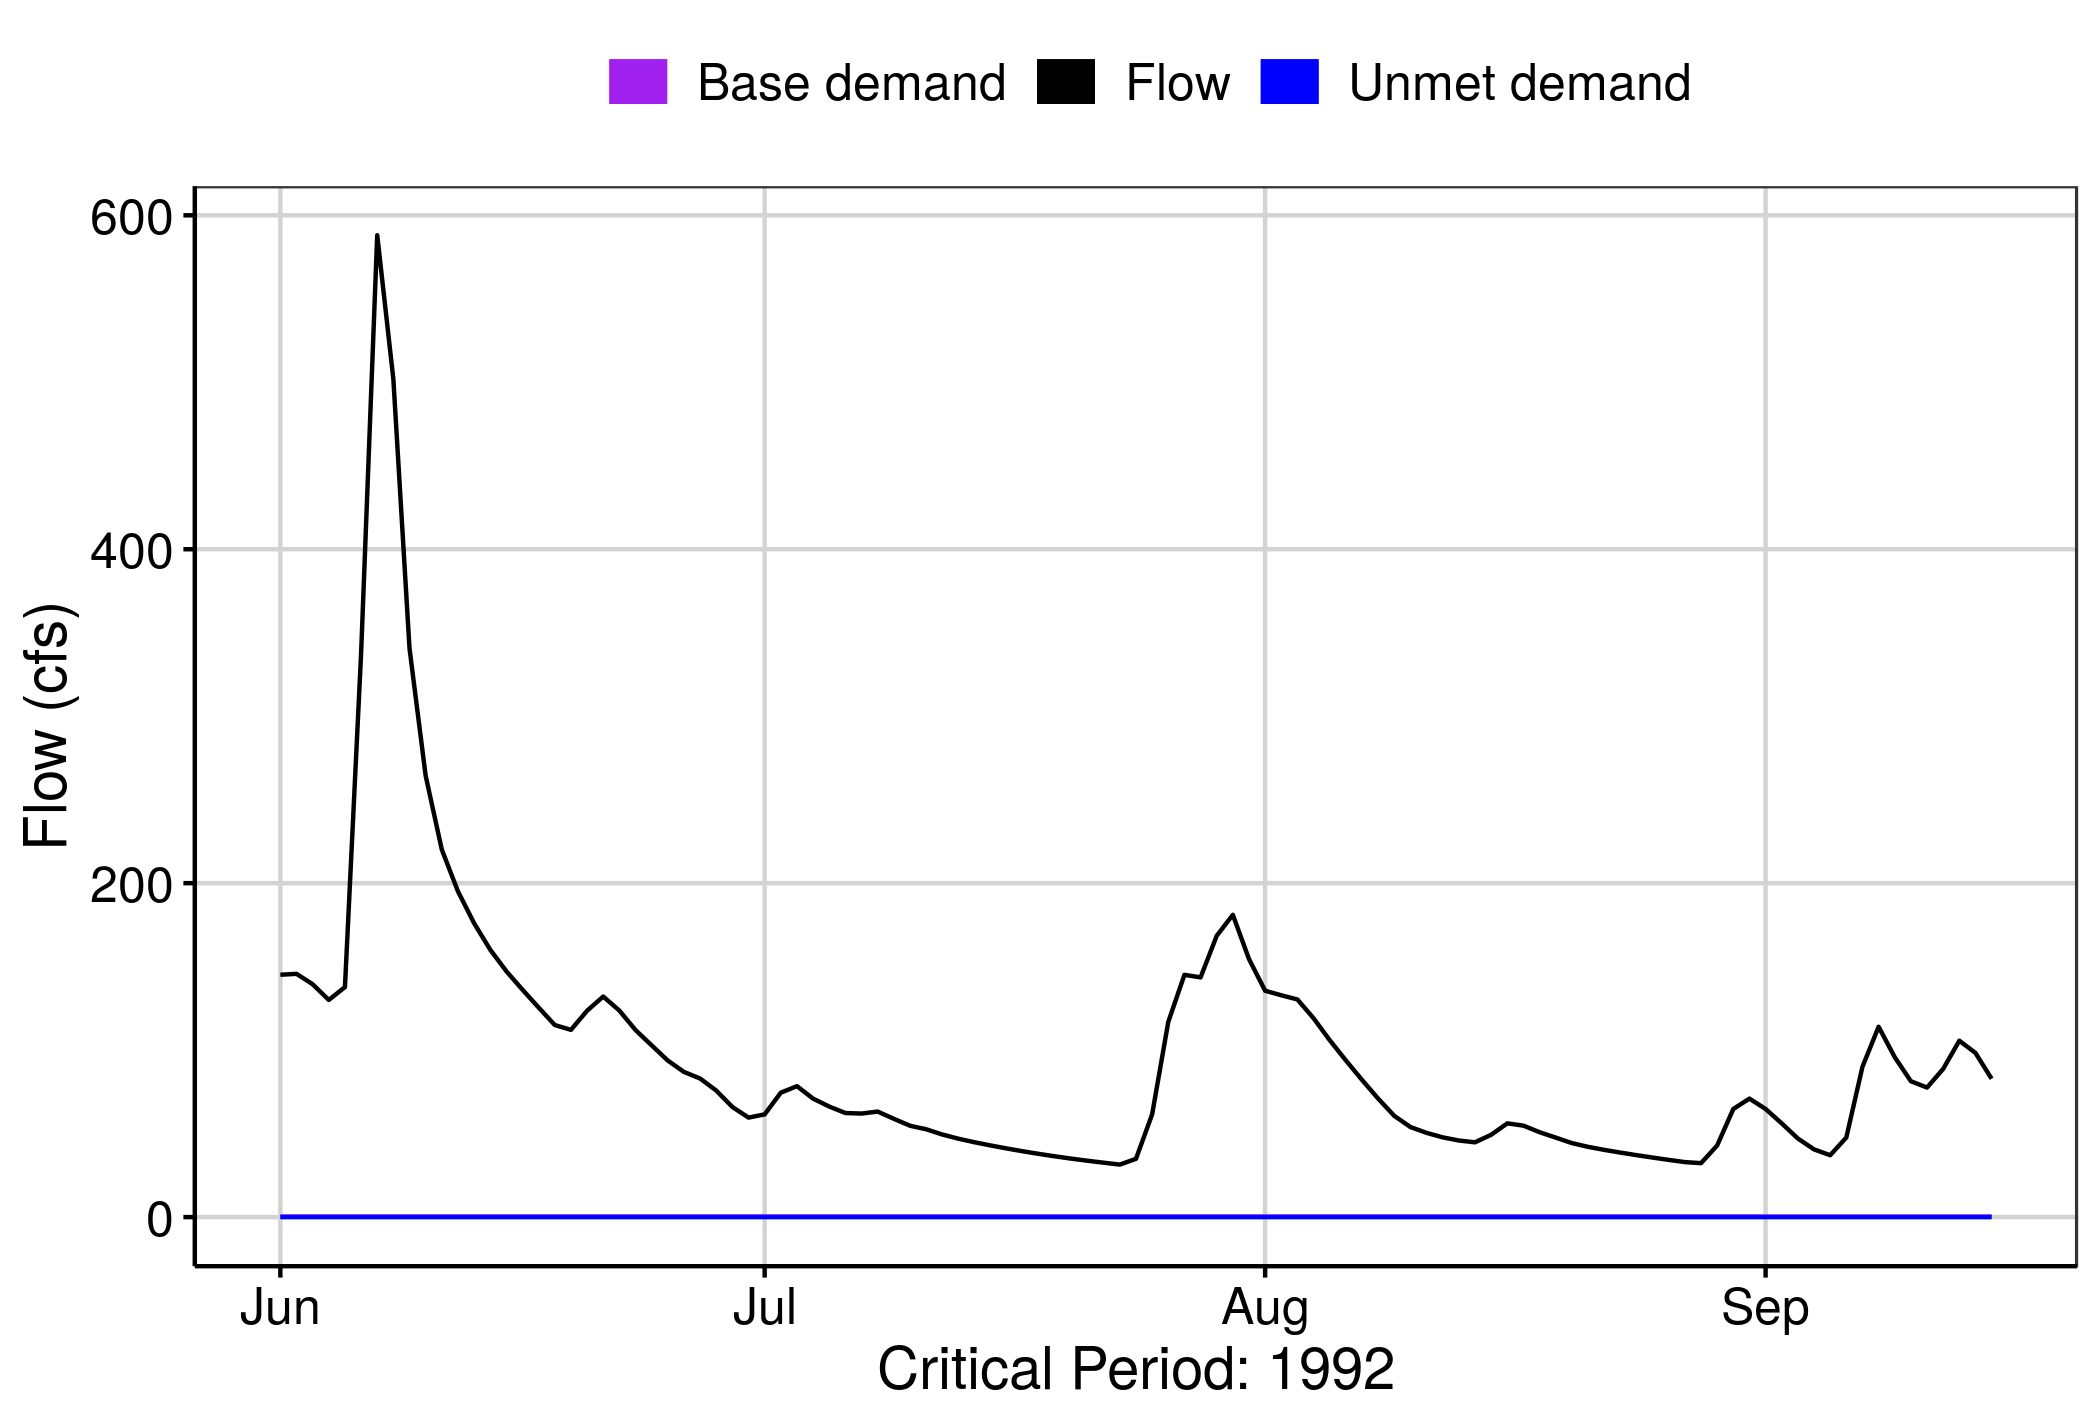 Base demand Flow Unmet demand
600
400
200
0
Flow (cfs)
Jun Jul Aug Sep
Critical Period: 1992